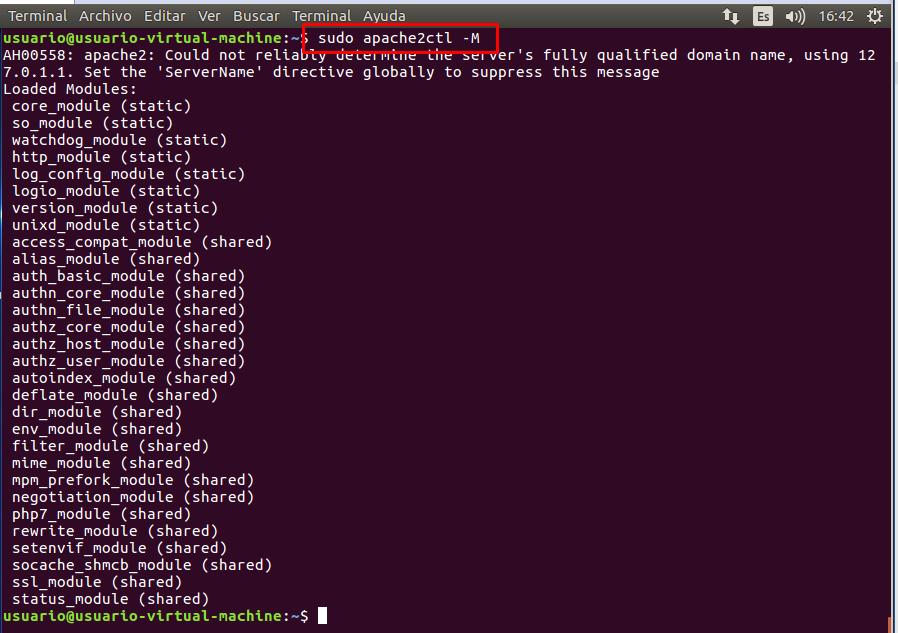 Terminal Archivo Editar Ver Buscar Terminal Ayuda Es 16:42
usuario@usuario-virtual-machine:~$ sudo apache2ctl -M
AH00558: apache2: Could not reliably determine the server's fully qualified domain name, using 12
7.0.1.1. Set the 'ServerName' directive globally to suppress this message
Loaded Modules:
core_module (static)
so_module (static)
watchdog_module (static)
http_module (static)
log_config_module (static)
logio_module (static)
version_module (static)
unixd_module (static)
access_compat_module (shared)
alias_module (shared)
auth_basic_module (shared)
authn_core_module (shared)
authn_file_module (shared)
authz_core_module (shared)
authz_host_module (shared)
authz_user_module (shared)
autoindex_module (shared)
deflate_module (shared)
dir_module (shared)
env_module (shared)
filter_module (shared)
mime_module (shared)
mpm_prefork_module (shared)
negotiation_module (shared)
php7_module (shared)
rewrite_module (shared)
setenvif_module (shared)
socache_shmcb_module (shared)
ssl_module (shared)
status_module (shared)
usuario@usuario-virtual-machine:~$